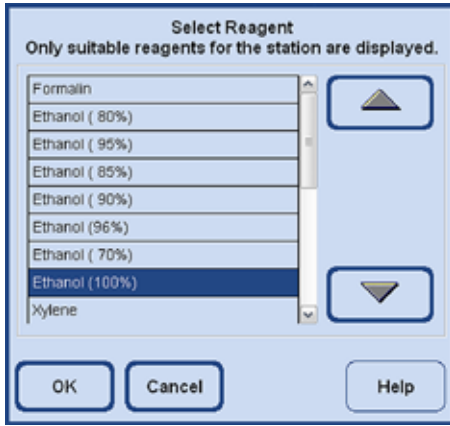 Select Reagent
Only suitable reagents for the station are displayed.
Formalin
Ethanol ( 80%)
Ethanol ( 95%)
Ethanol ( 85%)
Ethanol ( 90%)
Ethanol (96%)
Ethanol ( 70%)
Ethanol (100%)
Xylene
OK
Cancel
Help